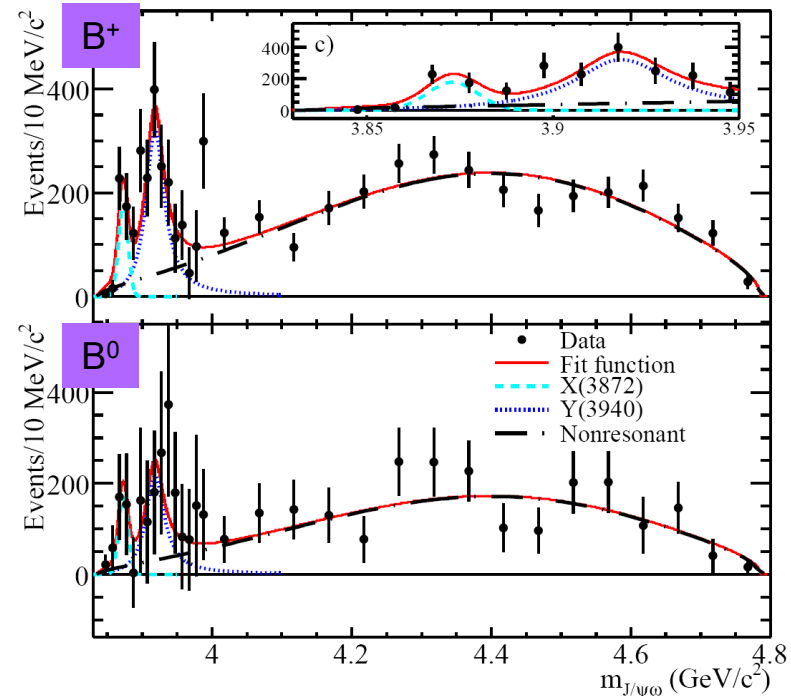 B⁺
Events/10 MeV/c²
400
200
0
c)
400
200
0
3.85
3.9
3.95
B⁰
Events/10 MeV/c²
400
200
0
Data
Fit function
X(3872)
Y(3940)
Nonresonant
4
4.2
4.4
4.6
4.8
m_J/ψω (GeV/c²)